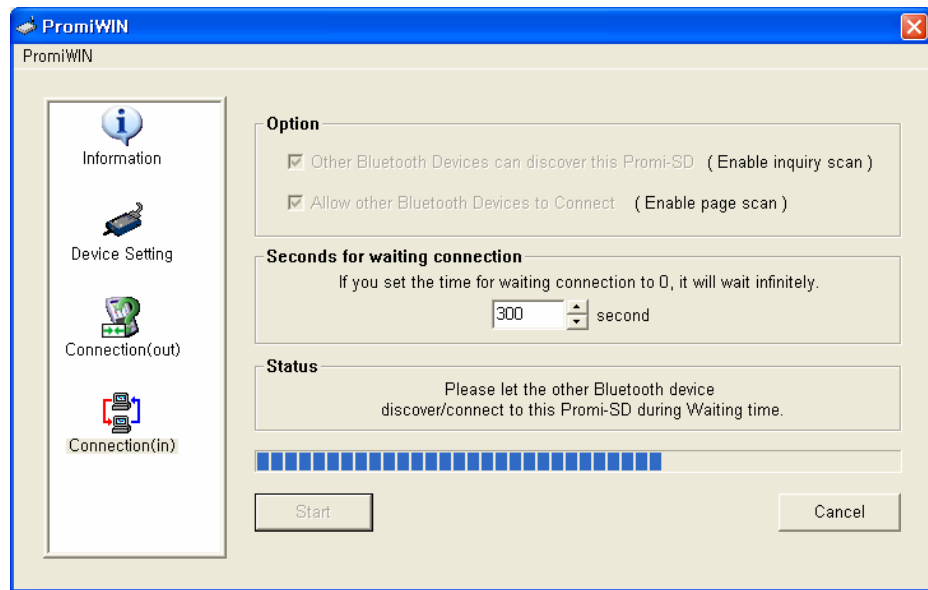 PromiWIN
PromiWIN
Information
Device Setting
Connection(out)
Connection(in)
Option
Other Bluetooth Devices can discover this Promi-SD ( Enable inquiry scan )
Allow other Bluetooth Devices to Connect ( Enable page scan )
Seconds for waiting connection
If you set the time for waiting connection to 0, it will wait infinitely.
300 second
Status
Please let the other Bluetooth device
discover/connect to this Promi-SD during Waiting time.
Start Cancel